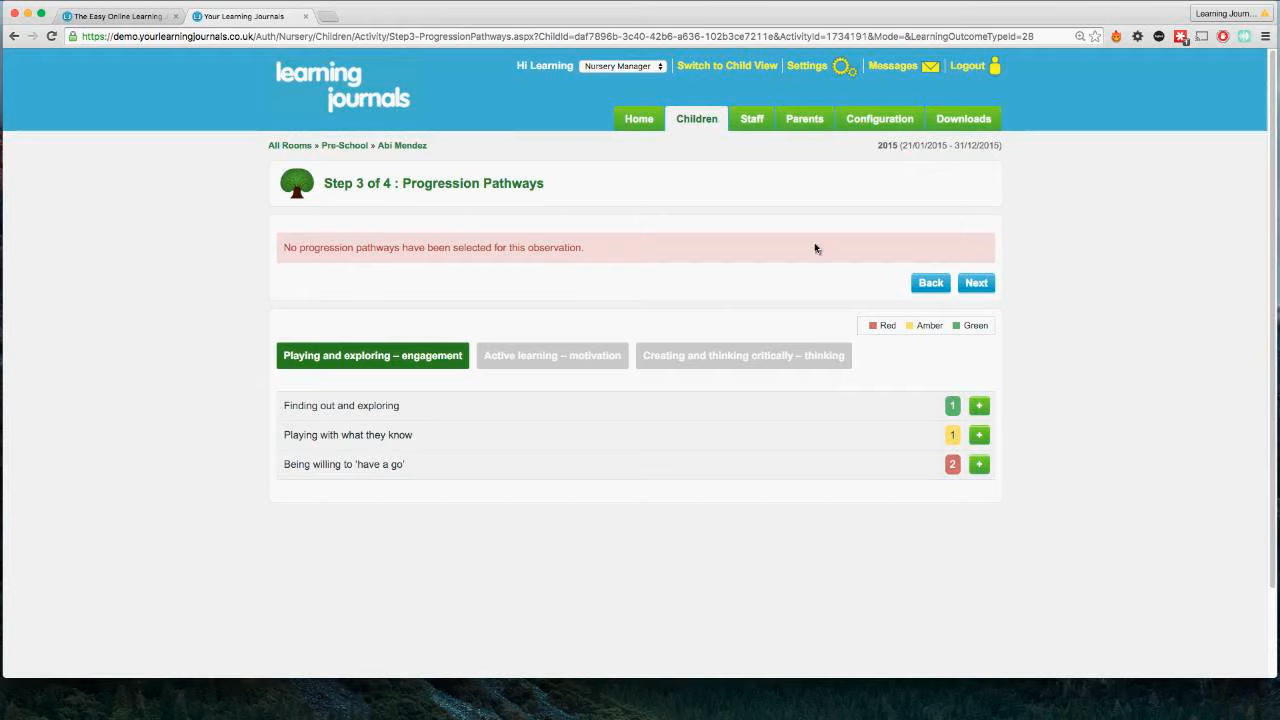 The Easy Online Learning
Your Learning Journals
Learning Journ...
https://demo.yourlearningjournals.co.uk/Auth/Nursery/Children/Activity/Step3-ProgressionPathways.aspx?ChildId=daf7896b-3c40-42b6-a636-102b3ce7211e&ActivityId=1734191&Mode=&LearningOutcomeTypeId=28
learning
journals
Hi Learning Nursery Manager Switch to Child View Settings Messages Logout
Home Children Staff Parents Configuration Downloads
All Rooms » Pre-School » Abi Mendez
2015 (21/01/2015 - 31/12/2015)
Step 3 of 4 : Progression Pathways
No progression pathways have been selected for this observation.
Back Next
Red Amber Green
Playing and exploring – engagement Active learning – motivation Creating and thinking critically – thinking
Finding out and exploring 1 +
Playing with what they know 1 +
Being willing to 'have a go' 2 +